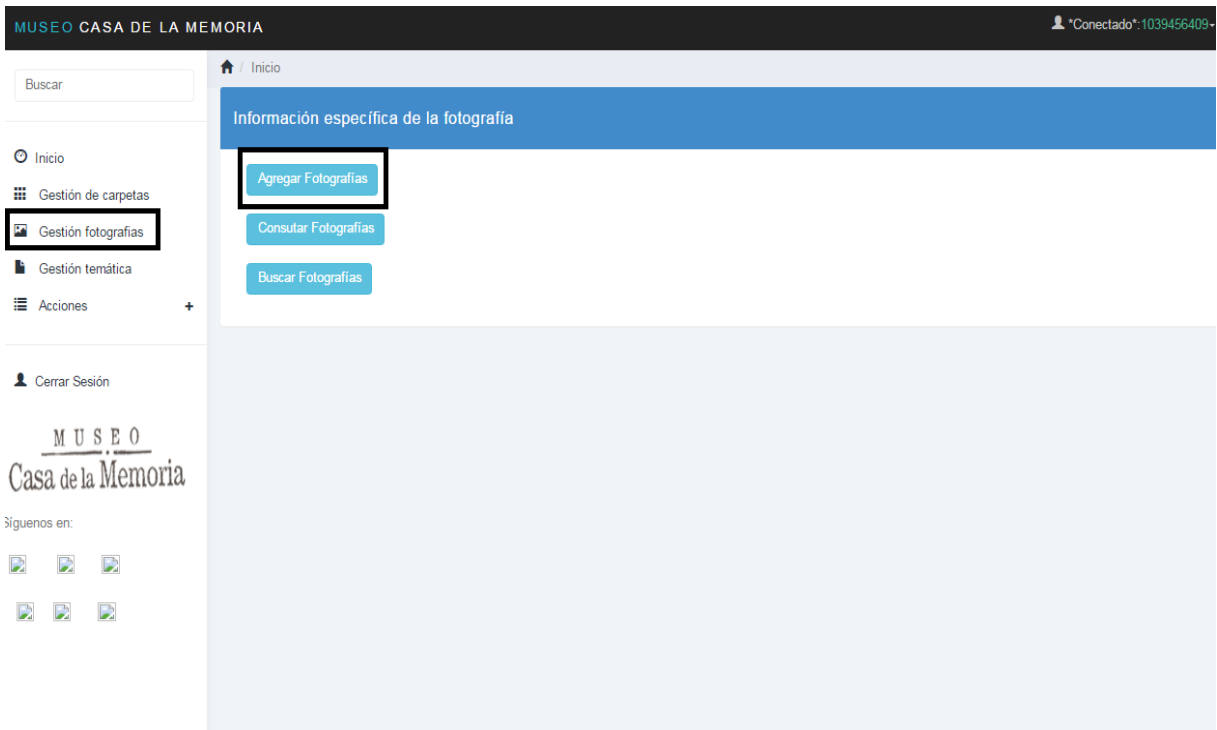 MUSEO CASA DE LA MEMORIA
*Conectado*:1039456409
Buscar
Inicio
Gestión de carpetas
Gestión fotografias
Gestión temática
Acciones +
Cerrar Sesión
MUSEO
Casa de la Memoria
Síguenos en:
/ Inicio
Información específica de la fotografía
Agregar Fotografías
Consutar Fotografías
Buscar Fotografías